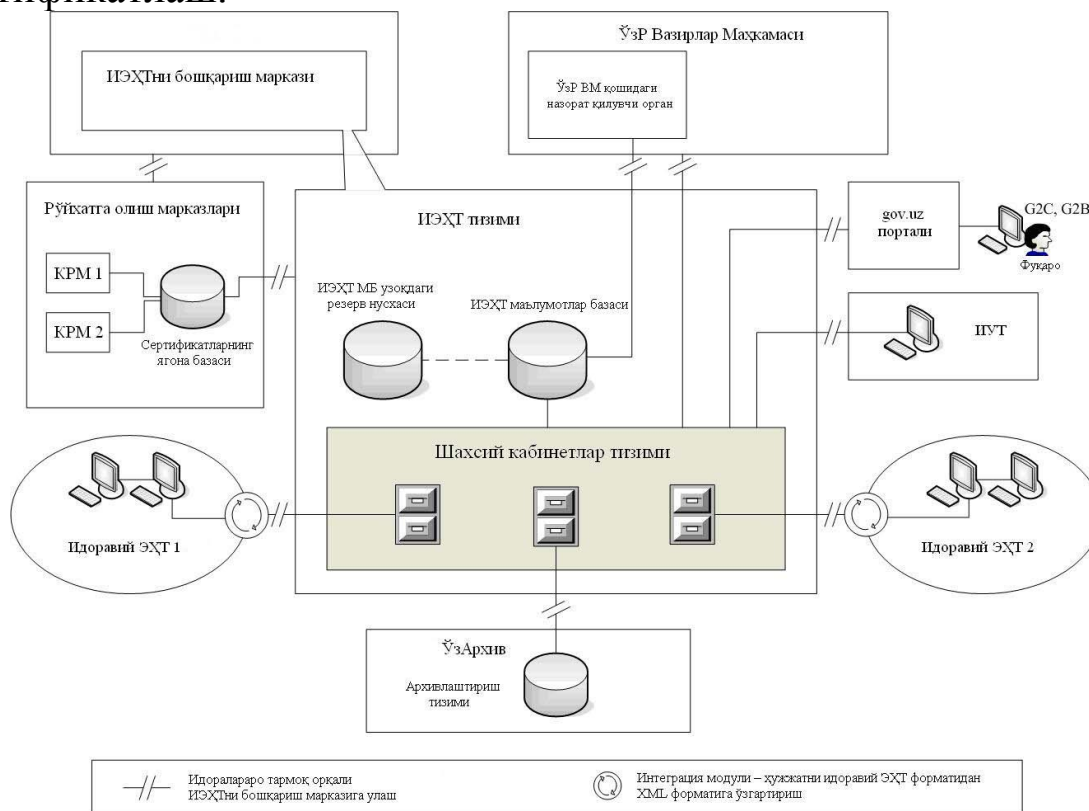 ЎзР Вазирлар Маҳкамаси
ИЭҲТни бошқариш маркази
ЎзР ВМ қошидаги
назорат қилувчи орган
Рўйхатга олиш марказлари
КРМ 1
КРМ 2
Сертификатларнинг
ягона базаси
ИЭҲТ тизими
ИЭҲТ МБ узоқдаги
резерв нусхаси
ИЭҲТ маълумотлар базаси
gov.uz
портали
G2C, G2B
Фуқаро
ИУТ
Шахсий кабинетлар тизими
Идоравий ЭҲТ 1
Идоравий ЭҲТ 2
ЎзАрхив
Архивлаштириш
тизими
Идоралараро тармоқ орқали
ИЭҲТни бошқариш марказига улаш
Интеграция модули – ҳужжатни идоравий ЭҲТ форматидан
XML форматига ўзгартириш